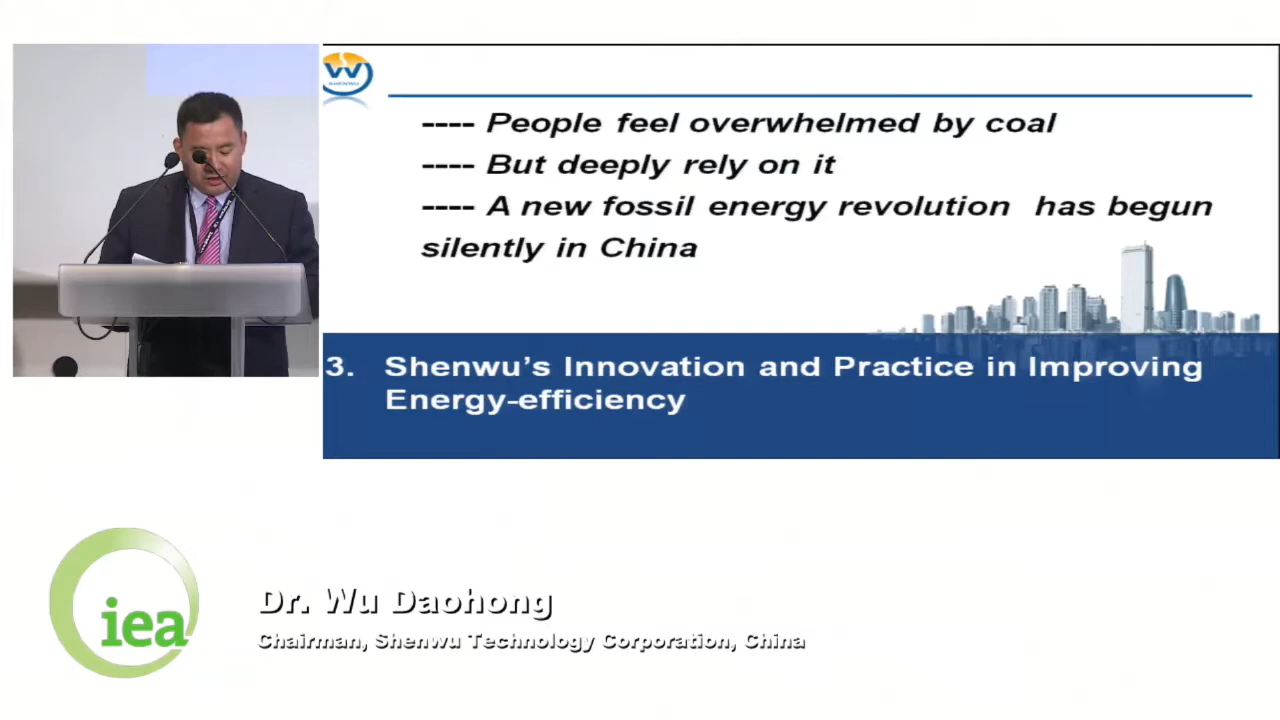 SHENWU
---- People feel overwhelmed by coal
---- But deeply rely on it
---- A new fossil energy revolution has begun
silently in China
3. Shenwu's Innovation and Practice in Improving
Energy-efficiency
iea
Dr. Wu Daohong
Chairman, Shenwu Technology Corporation, China